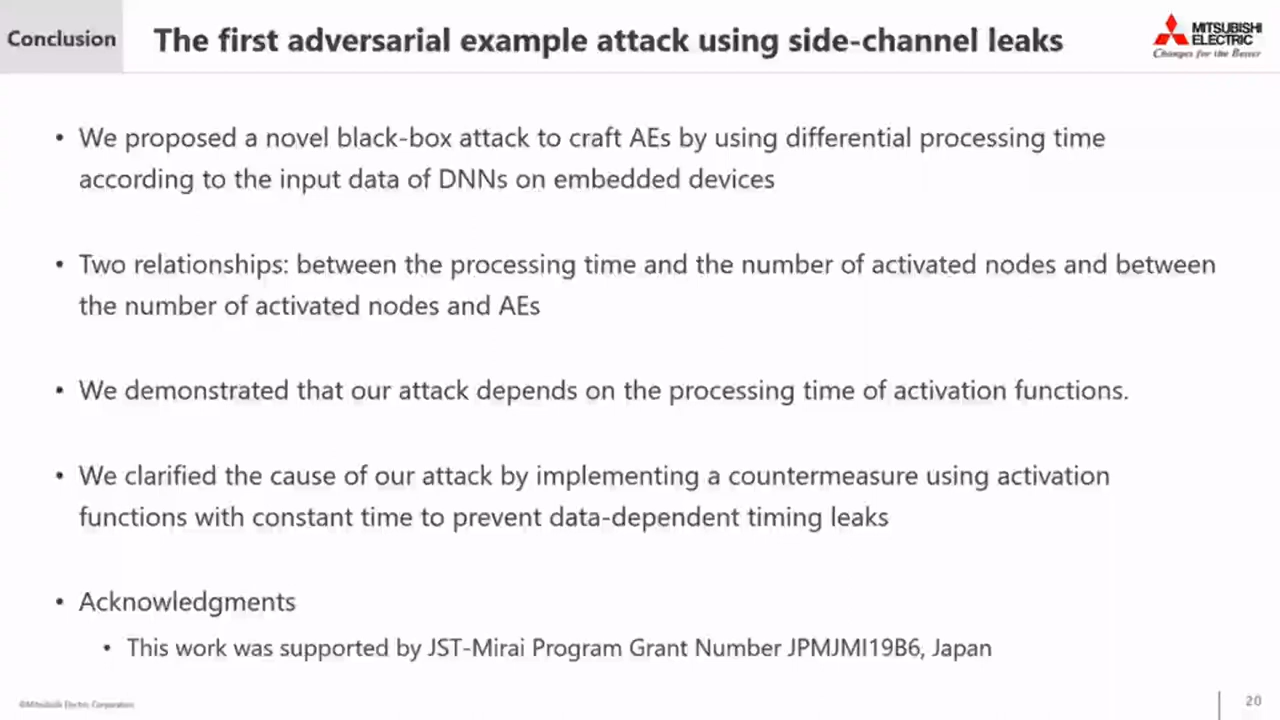 Conclusion
The first adversarial example attack using side-channel leaks
MITSUBISHI
ELECTRIC
Changes for the Better
• We proposed a novel black-box attack to craft AEs by using differential processing time
according to the input data of DNNs on embedded devices
• Two relationships: between the processing time and the number of activated nodes and between
the number of activated nodes and AEs
• We demonstrated that our attack depends on the processing time of activation functions.
• We clarified the cause of our attack by implementing a countermeasure using activation
functions with constant time to prevent data-dependent timing leaks
• Acknowledgments
• This work was supported by JST-Mirai Program Grant Number JPMJMI19B6, Japan
©Mitsubishi Electric Corporation
20